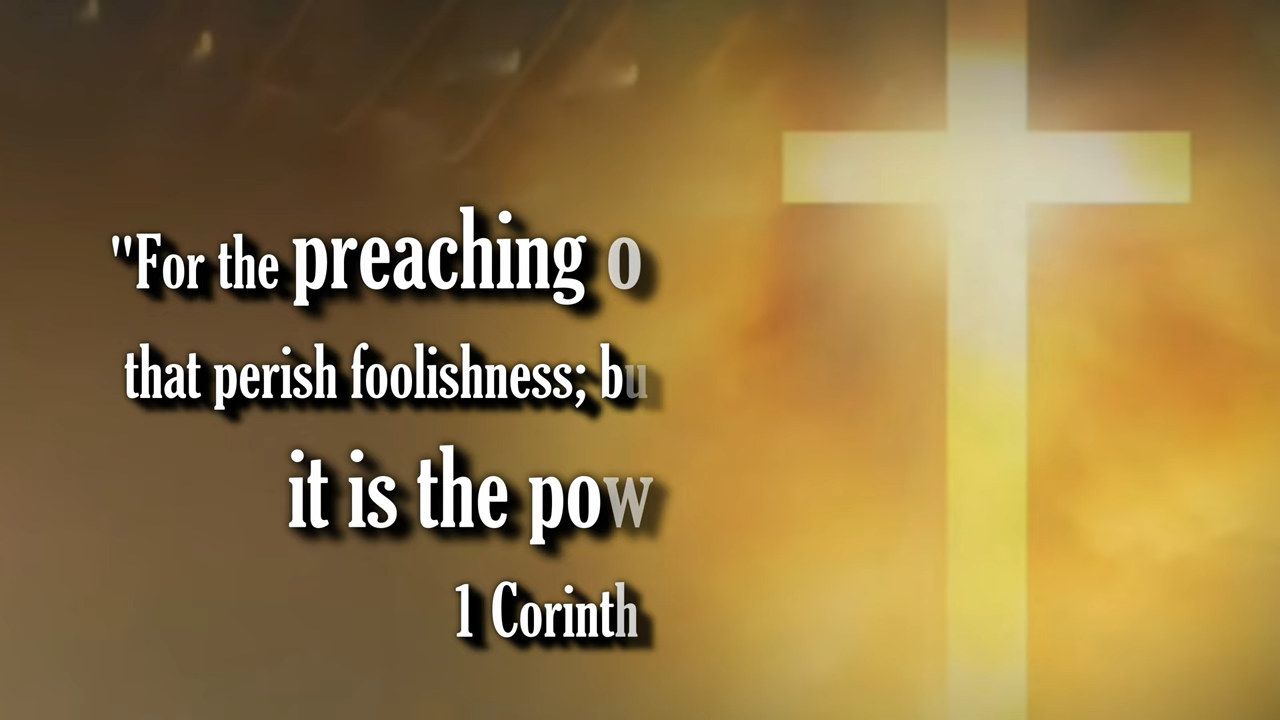 "For the preaching o
that perish foolishness; bu
it is the pow
1 Corinth